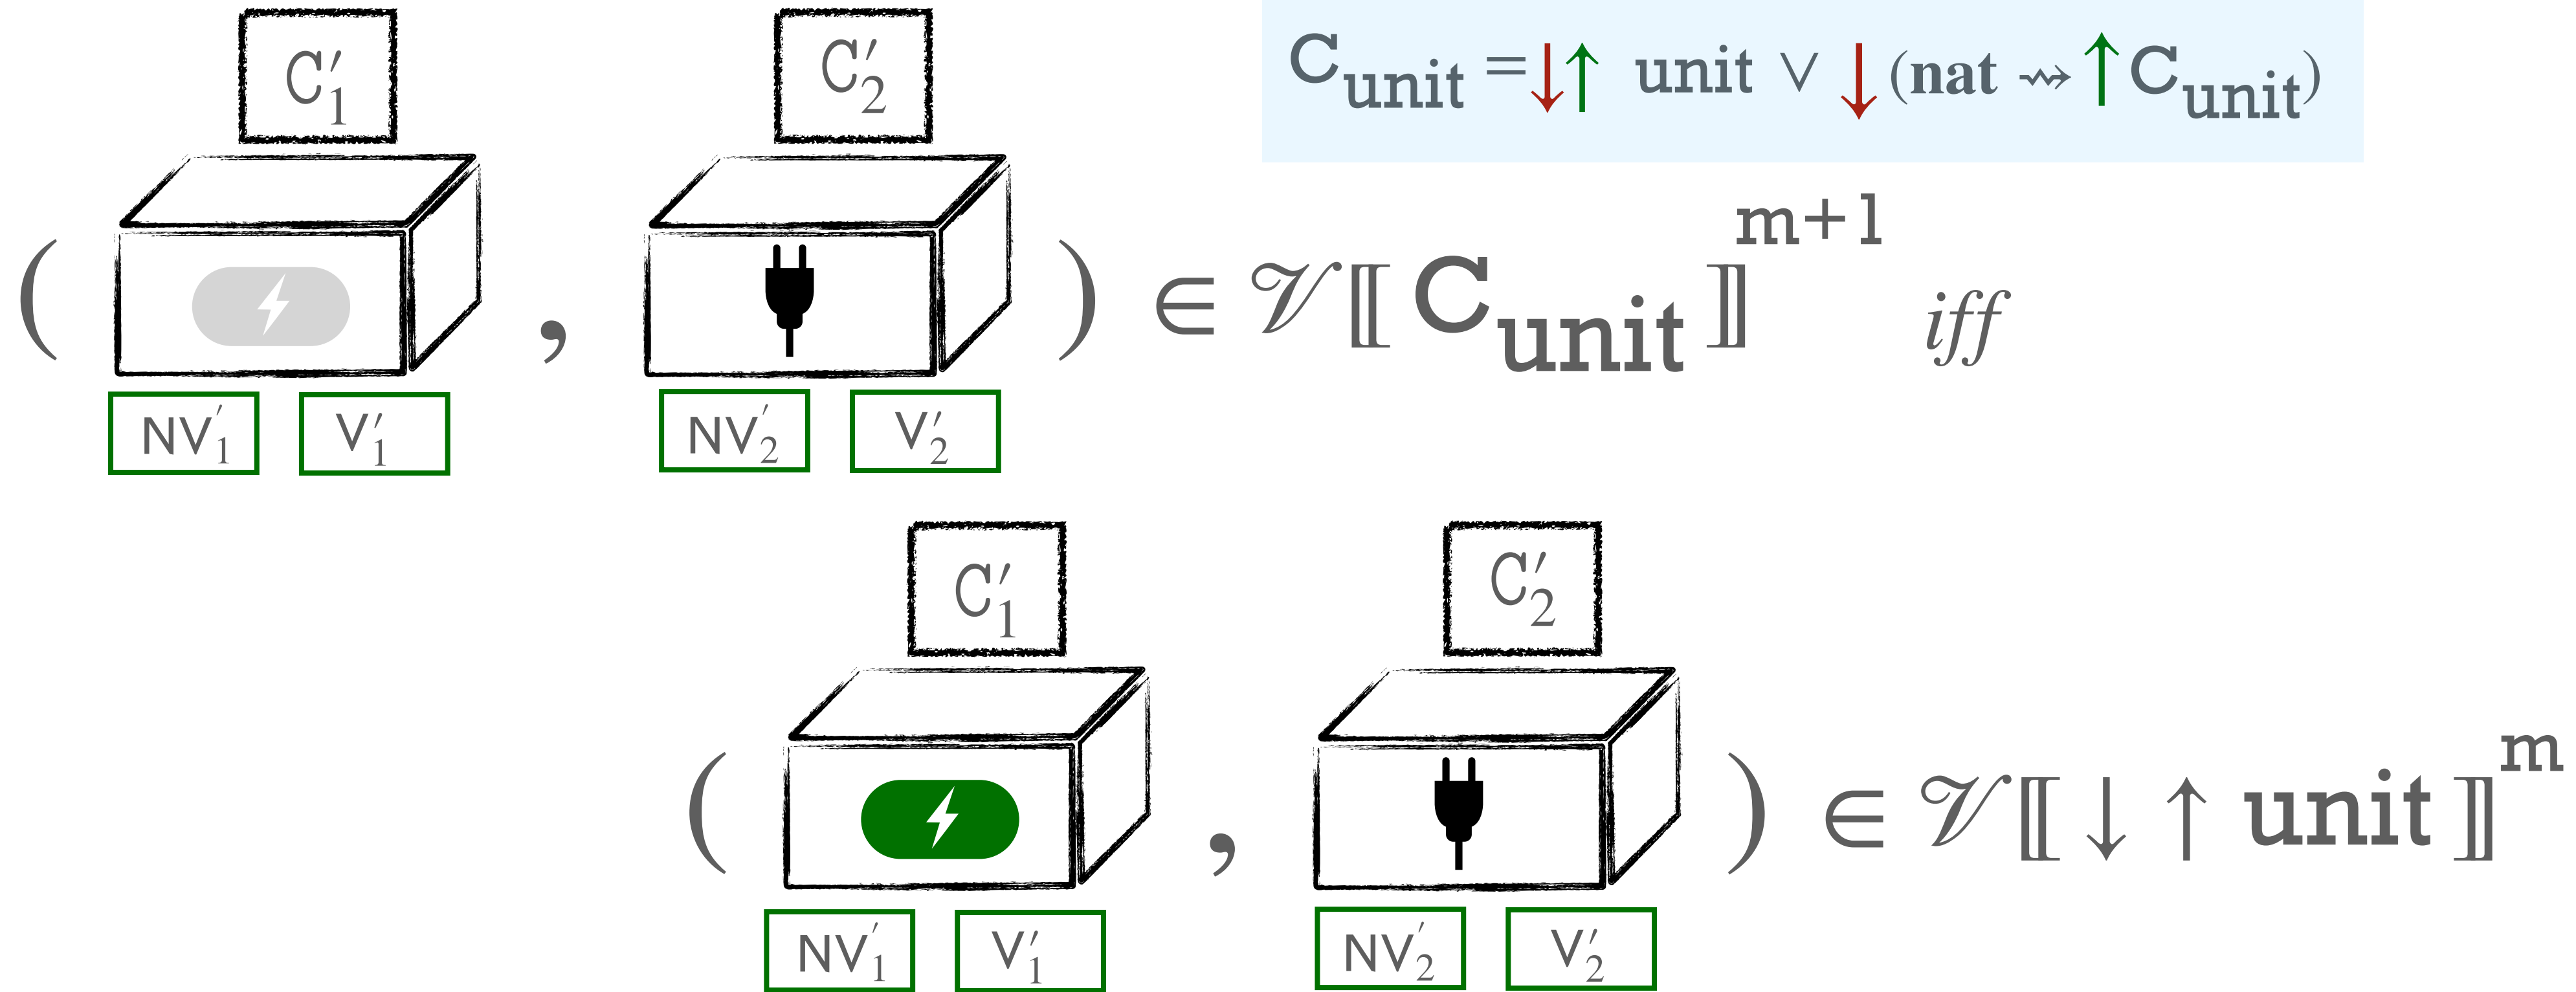 C′₁ C′₂ C_unit = ↓↑ unit ∨ ↓ (nat ⇝ ↑ C_unit)
( , ) ∈ 𝒱⟦ C_unit ⟧^m+1 iff
NV′₁ V′₁ NV′₂ V′₂
C′₁ C′₂
( , ) ∈ 𝒱⟦ ↓ ↑ unit ⟧^m
NV′₁ V′₁ NV′₂ V′₂